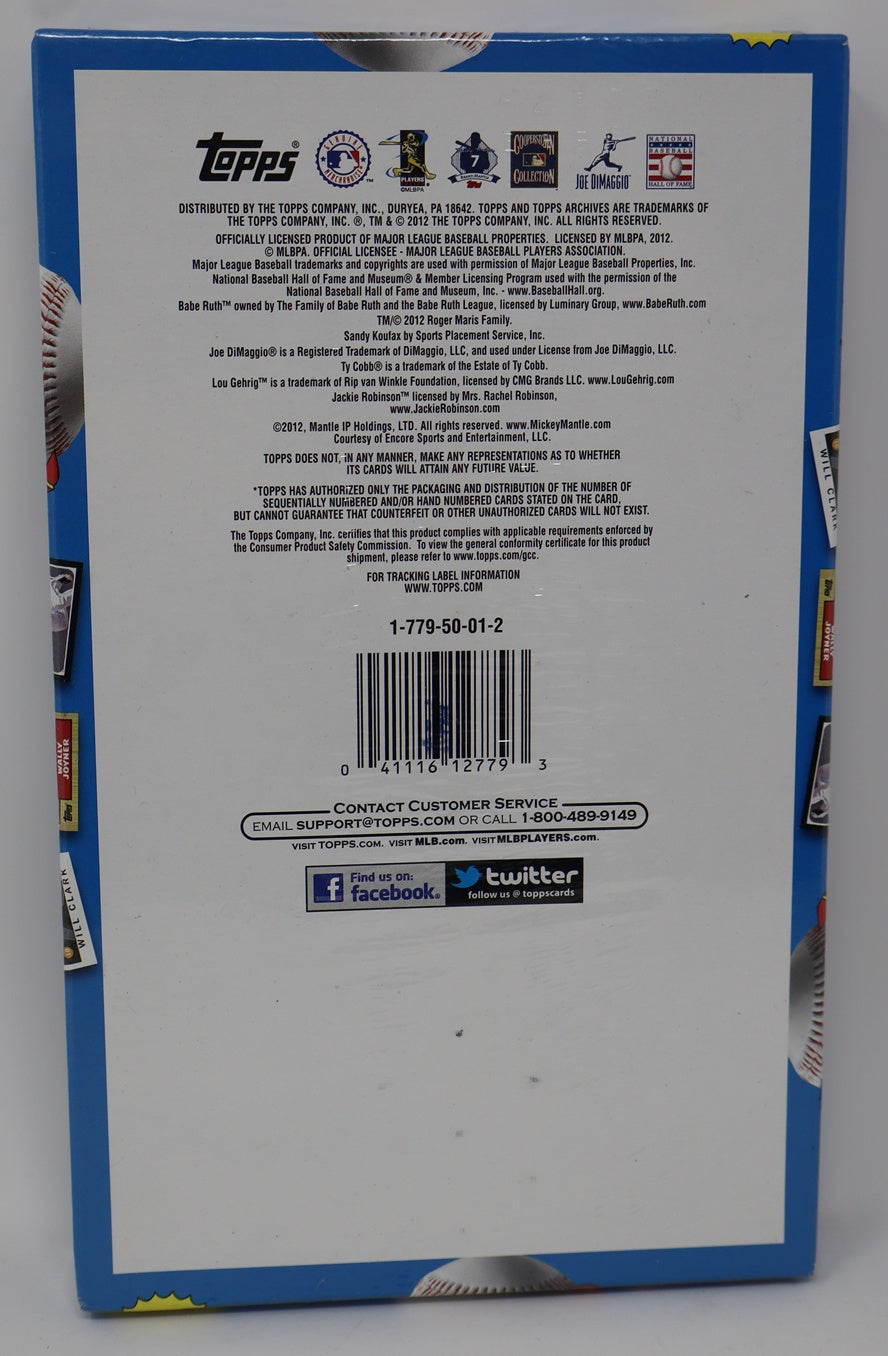 Topps®
GENUINE MERCHANDISE ™
PLAYERS
©MLBPA
7
COOPERSTOWN
COLLECTION
JOE DIMAGGIO™
NATIONAL
BASEBALL
HALL OF FAME
DISTRIBUTED BY THE TOPPS COMPANY, INC., DURYEA, PA 18642. TOPPS AND TOPPS ARCHIVES ARE TRADEMARKS OF
THE TOPPS COMPANY, INC. ®, TM & © 2012 THE TOPPS COMPANY, INC. ALL RIGHTS RESERVED.
OFFICIALLY LICENSED PRODUCT OF MAJOR LEAGUE BASEBALL PROPERTIES. LICENSED BY MLBPA, 2012.
© MLBPA. OFFICIAL LICENSEE - MAJOR LEAGUE BASEBALL PLAYERS ASSOCIATION.
Major League Baseball trademarks and copyrights are used with permission of Major League Baseball Properties, Inc.
National Baseball Hall of Fame and Museum® & Member Licensing Program used with the permission of the
National Baseball Hall of Fame and Museum, Inc. - www.BaseballHall.org.
Babe Ruth™ owned by The Family of Babe Ruth and the Babe Ruth League, licensed by Luminary Group, www.BabeRuth.com
TM/© 2012 Roger Maris Family.
Sandy Koufax by Sports Placement Service, Inc.
Joe DiMaggio® is a Registered Trademark of DiMaggio, LLC, and used under License from Joe DiMaggio, LLC.
Ty Cobb® is a trademark of the Estate of Ty Cobb.
Lou Gehrig™ is a trademark of Rip van Winkle Foundation, licensed by CMG Brands LLC. www.LouGehrig.com
Jackie Robinson™ licensed by Mrs. Rachel Robinson,
www.JackieRobinson.com
©2012, Mantle IP Holdings, LTD. All rights reserved. www.MickeyMantle.com
Courtesy of Encore Sports and Entertainment, LLC.
TOPPS DOES NOT, IN ANY MANNER, MAKE ANY REPRESENTATIONS AS TO WHETHER
ITS CARDS WILL ATTAIN ANY FUTURE VALUE.
*TOPPS HAS AUTHORIZED ONLY THE PACKAGING AND DISTRIBUTION OF THE NUMBER OF
SEQUENTIALLY NUMBERED AND/OR HAND NUMBERED CARDS STATED ON THE CARD,
BUT CANNOT GUARANTEE THAT COUNTERFEIT OR OTHER UNAUTHORIZED CARDS WILL NOT EXIST.
The Topps Company, Inc. certifies that this product complies with applicable requirements enforced by
the Consumer Product Safety Commission. To view the general conformity certificate for this product
shipment, please refer to www.topps.com/gcc.
FOR TRACKING LABEL INFORMATION
WWW.TOPPS.COM
1-779-50-01-2
0 41116 12779 3
CONTACT CUSTOMER SERVICE
EMAIL SUPPORT@TOPPS.COM OR CALL 1-800-489-9149
VISIT TOPPS.COM. VISIT MLB.COM. VISIT MLBPLAYERS.COM.
f Find us on:
facebook®
twitter
follow us @ toppscards
WILL CLARK
Topps
WALLY
JOYNER
WALLY
JOYNER
Topps
WILL CLARK